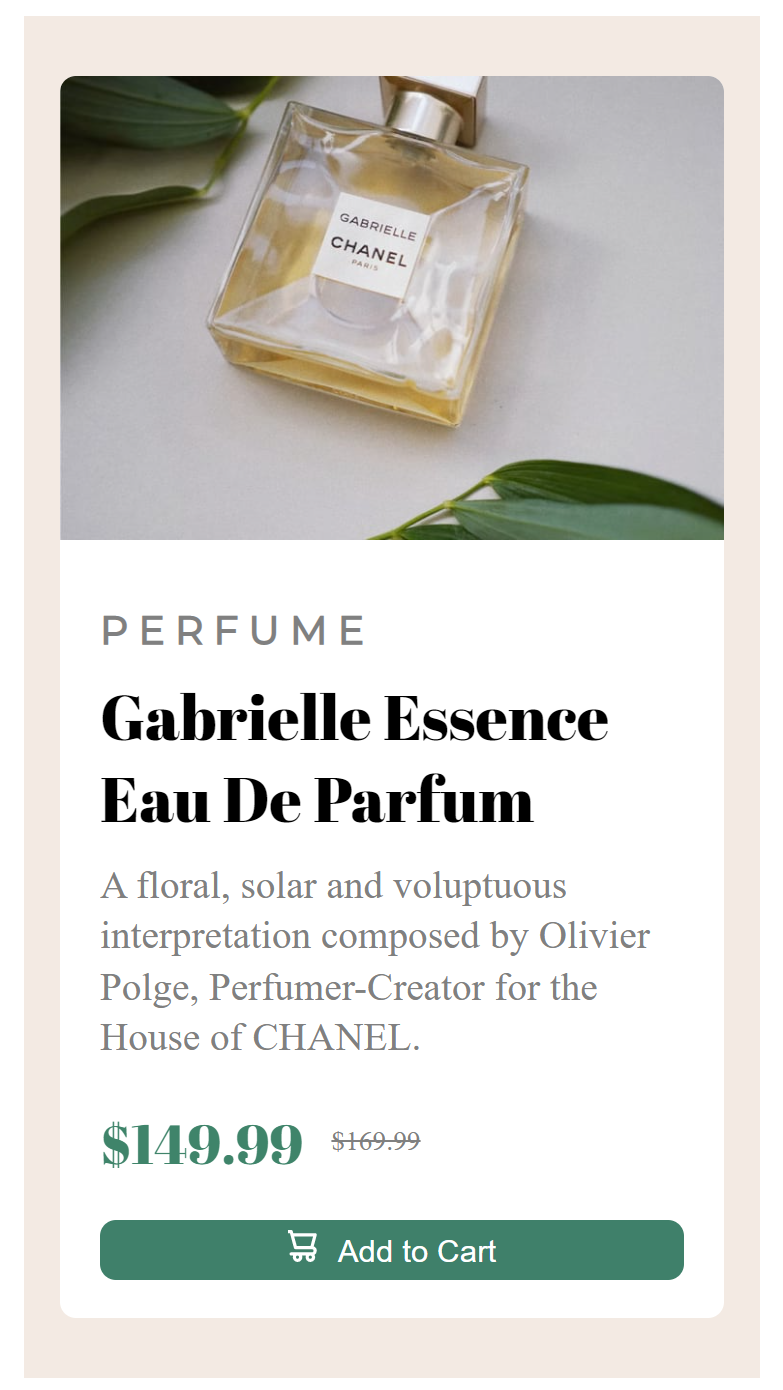 GABRIELLE
CHANEL
PARIS
PERFUME
Gabrielle Essence
Eau De Parfum
A floral, solar and voluptuous
interpretation composed by Olivier
Polge, Perfumer-Creator for the
House of CHANEL.
$149.99 $169.99
Add to Cart